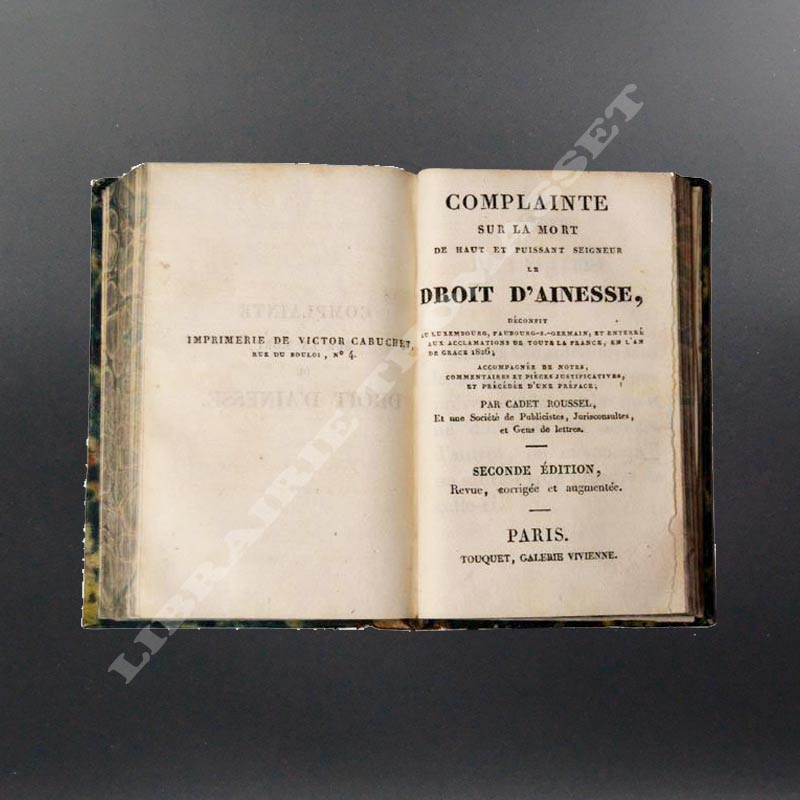 IMPRIMERIE DE VICTOR CABUCHET,
RUE DU BOULOI, Nº 4.
COMPLAINTE
SUR LA MORT
DE HAUT ET PUISSANT SEIGNEUR
LE
DROIT D'AINESSE,
DÉCONFIT
AU LUXEMBOURG, FAUBOURG-S.-GERMAIN; ET ENTERRÉ
AUX ACCLAMATIONS DE TOUTE LA FRANCE, EN L'AN
DE GRACE 1826;
ACCOMPAGNÉE DE NOTES,
COMMENTAIRES ET PIÈCES JUSTIFICATIVES,
ET PRÉCÉDÉE D'UNE PRÉFACE;
PAR CADET ROUSSEL,
Et une Société de Publicistes, Jurisconsultes,
et Gens de lettres.
SECONDE ÉDITION,
Revue, corrigée et augmentée.
PARIS.
TOUQUET, GALERIE VIVIENNE.